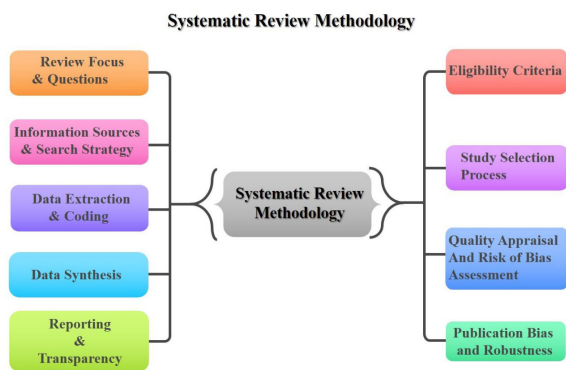 Systematic Review Methodology
Review Focus
& Questions
Information Sources
& Search Strategy
Data Extraction
& Coding
Data Synthesis
Reporting
&
Transparency
Systematic Review
Methodology
Eligibility Criteria
Study Selection
Process
Quality Appraisal
And Risk of Bias
Assessment
Publication Bias
and Robustness